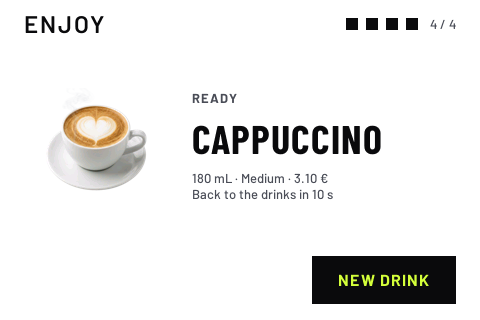 ENJOY
4 / 4
READY
CAPPUCCINO
180 mL · Medium · 3.10 €
Back to the drinks in 10 s
NEW DRINK